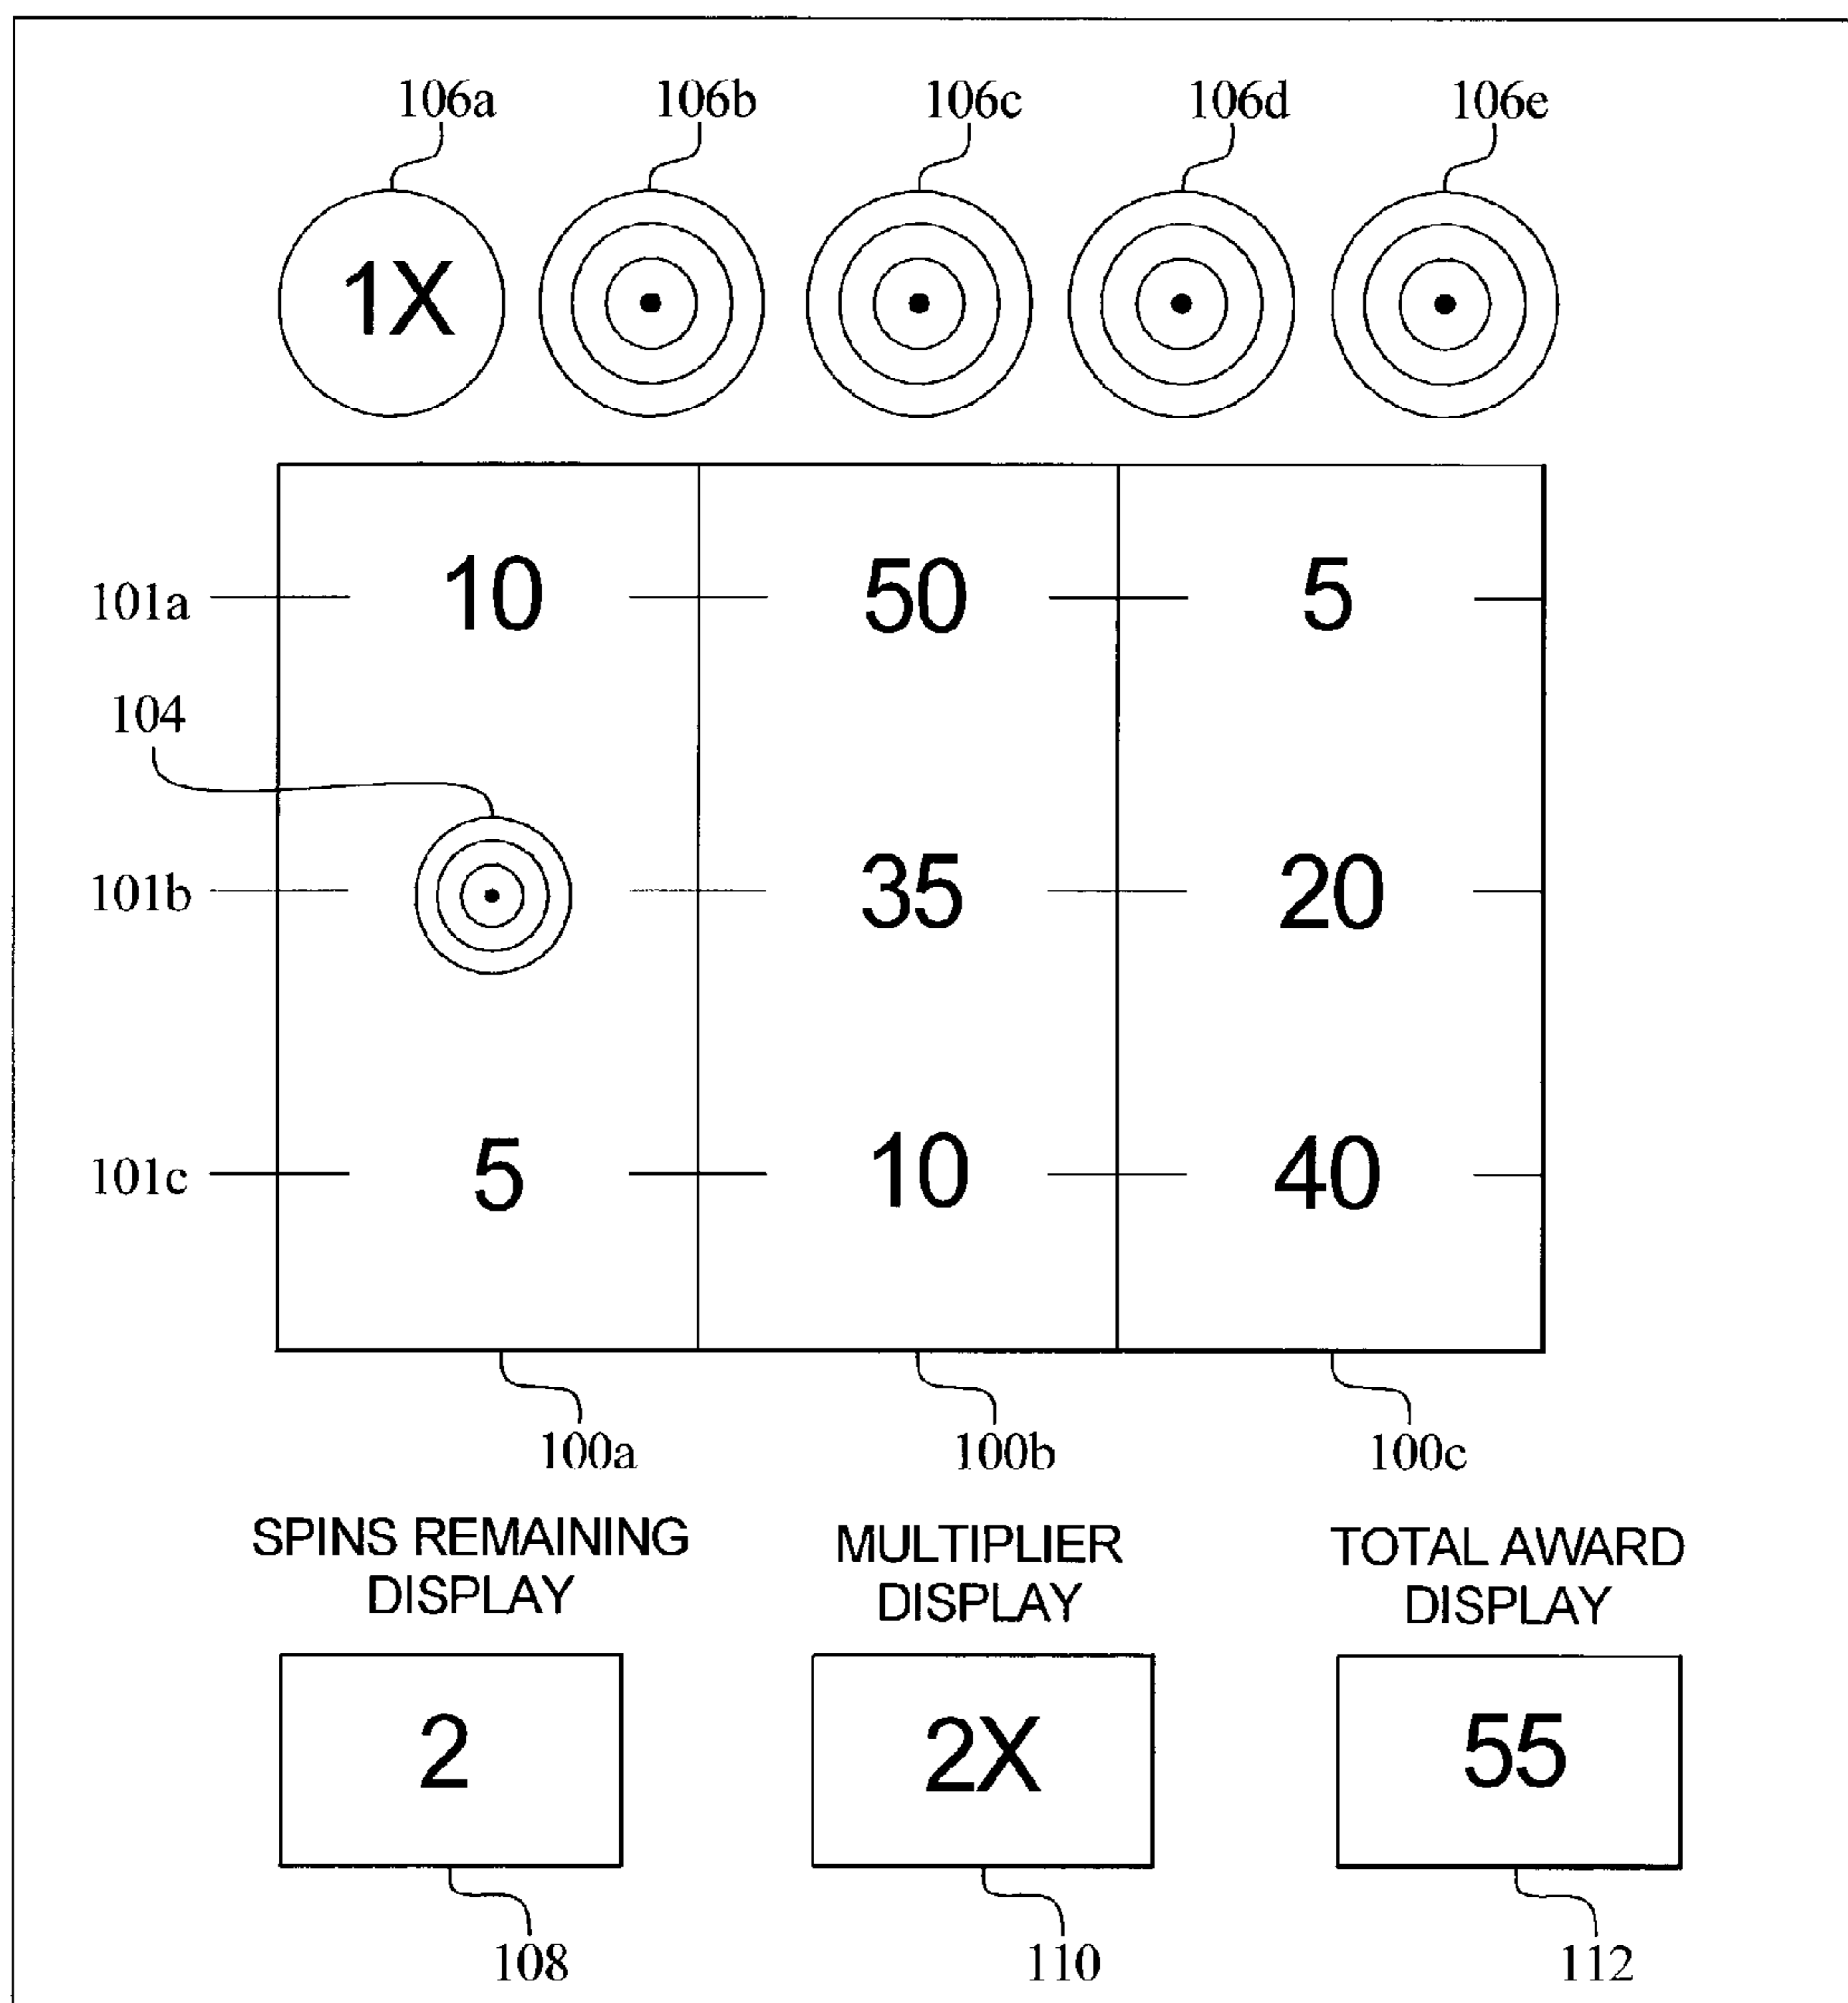 106a 106b 106c 106d 106e
1X
101a 10 50 5
104
101b 35 20
101c 5 10 40
100a 100b 100c
SPINS REMAINING DISPLAY
MULTIPLIER DISPLAY
TOTAL AWARD DISPLAY
2 2X 55
108 110 112